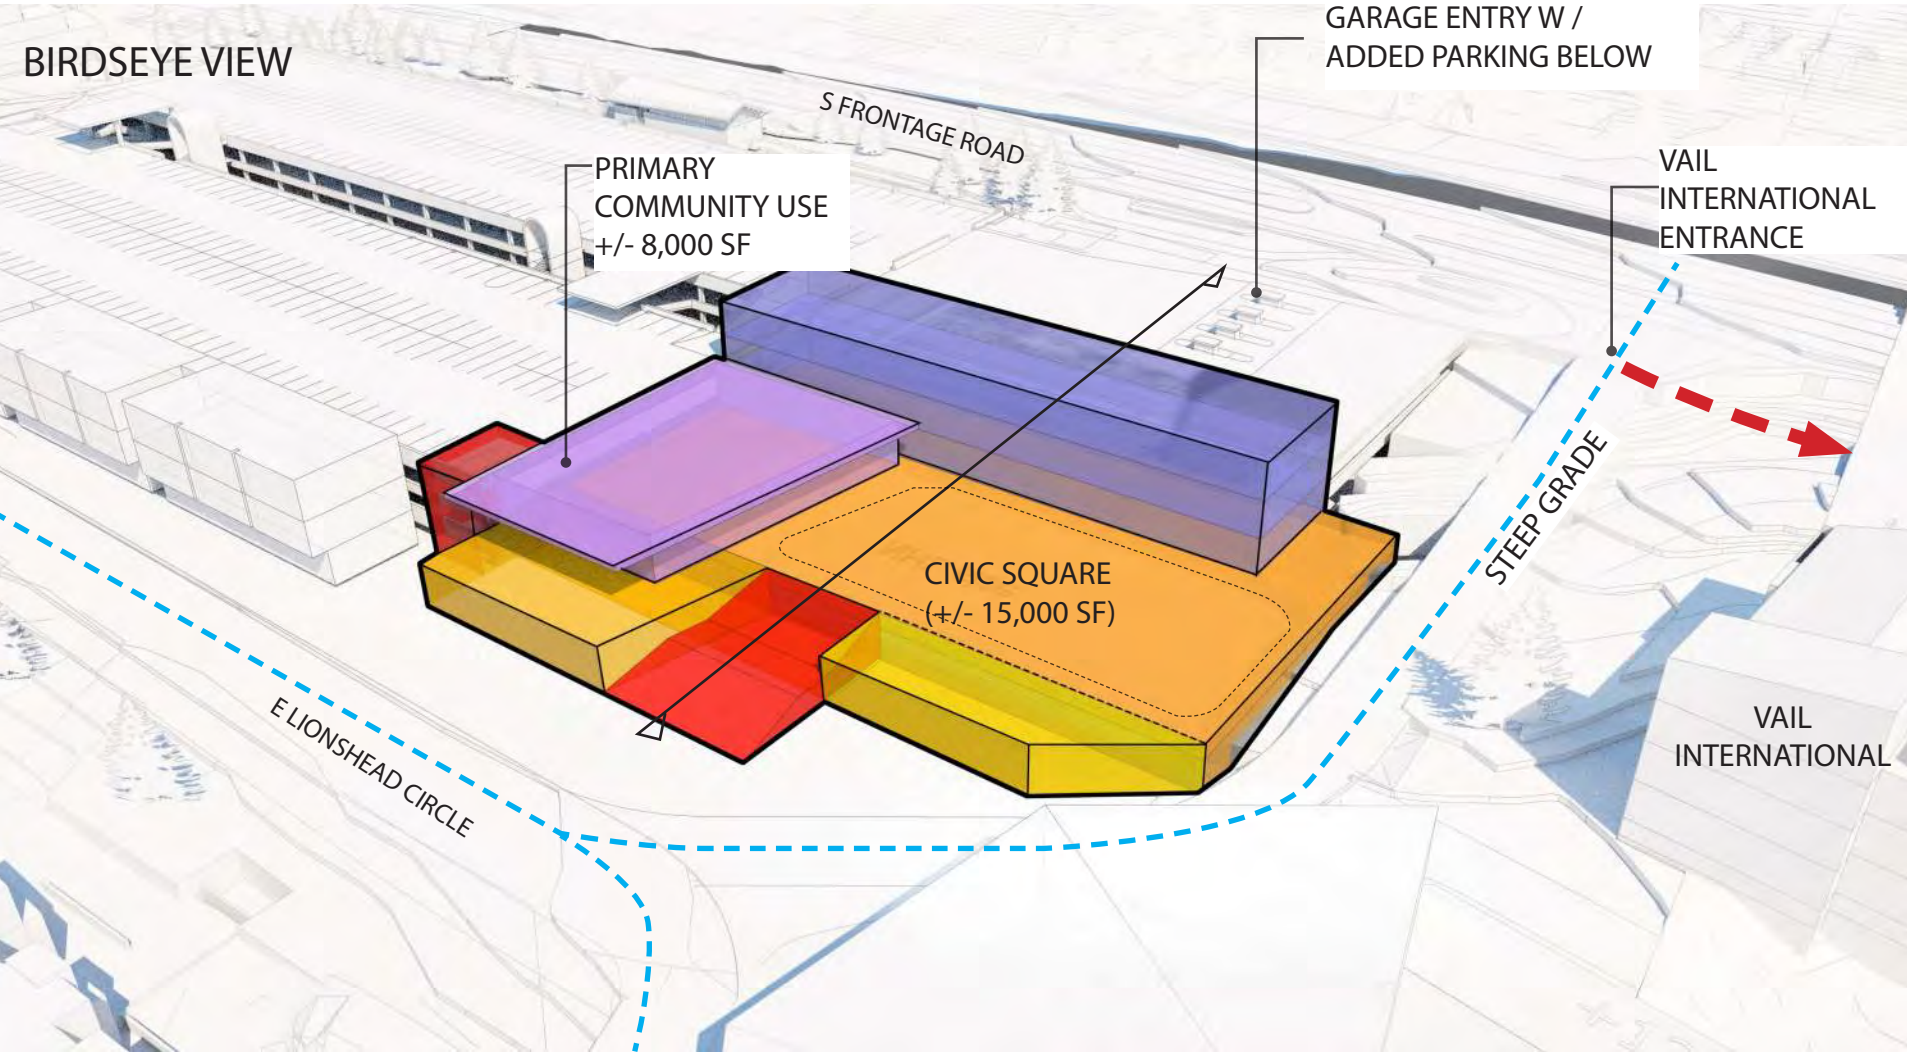 BIRDSEYE VIEW
GARAGE ENTRY W /
ADDED PARKING BELOW
S FRONTAGE ROAD
PRIMARY
COMMUNITY USE
+/- 8,000 SF
VAIL
INTERNATIONAL
ENTRANCE
STEEP GRADE
CIVIC SQUARE
(+/- 15,000 SF)
E LIONSHEAD CIRCLE
VAIL
INTERNATIONAL